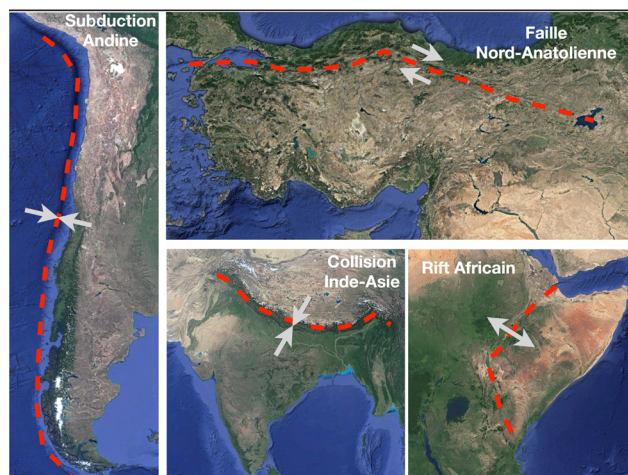 Subduction
Andine
Faille
Nord-Anatolienne
Collision
Inde-Asie
Rift Africain